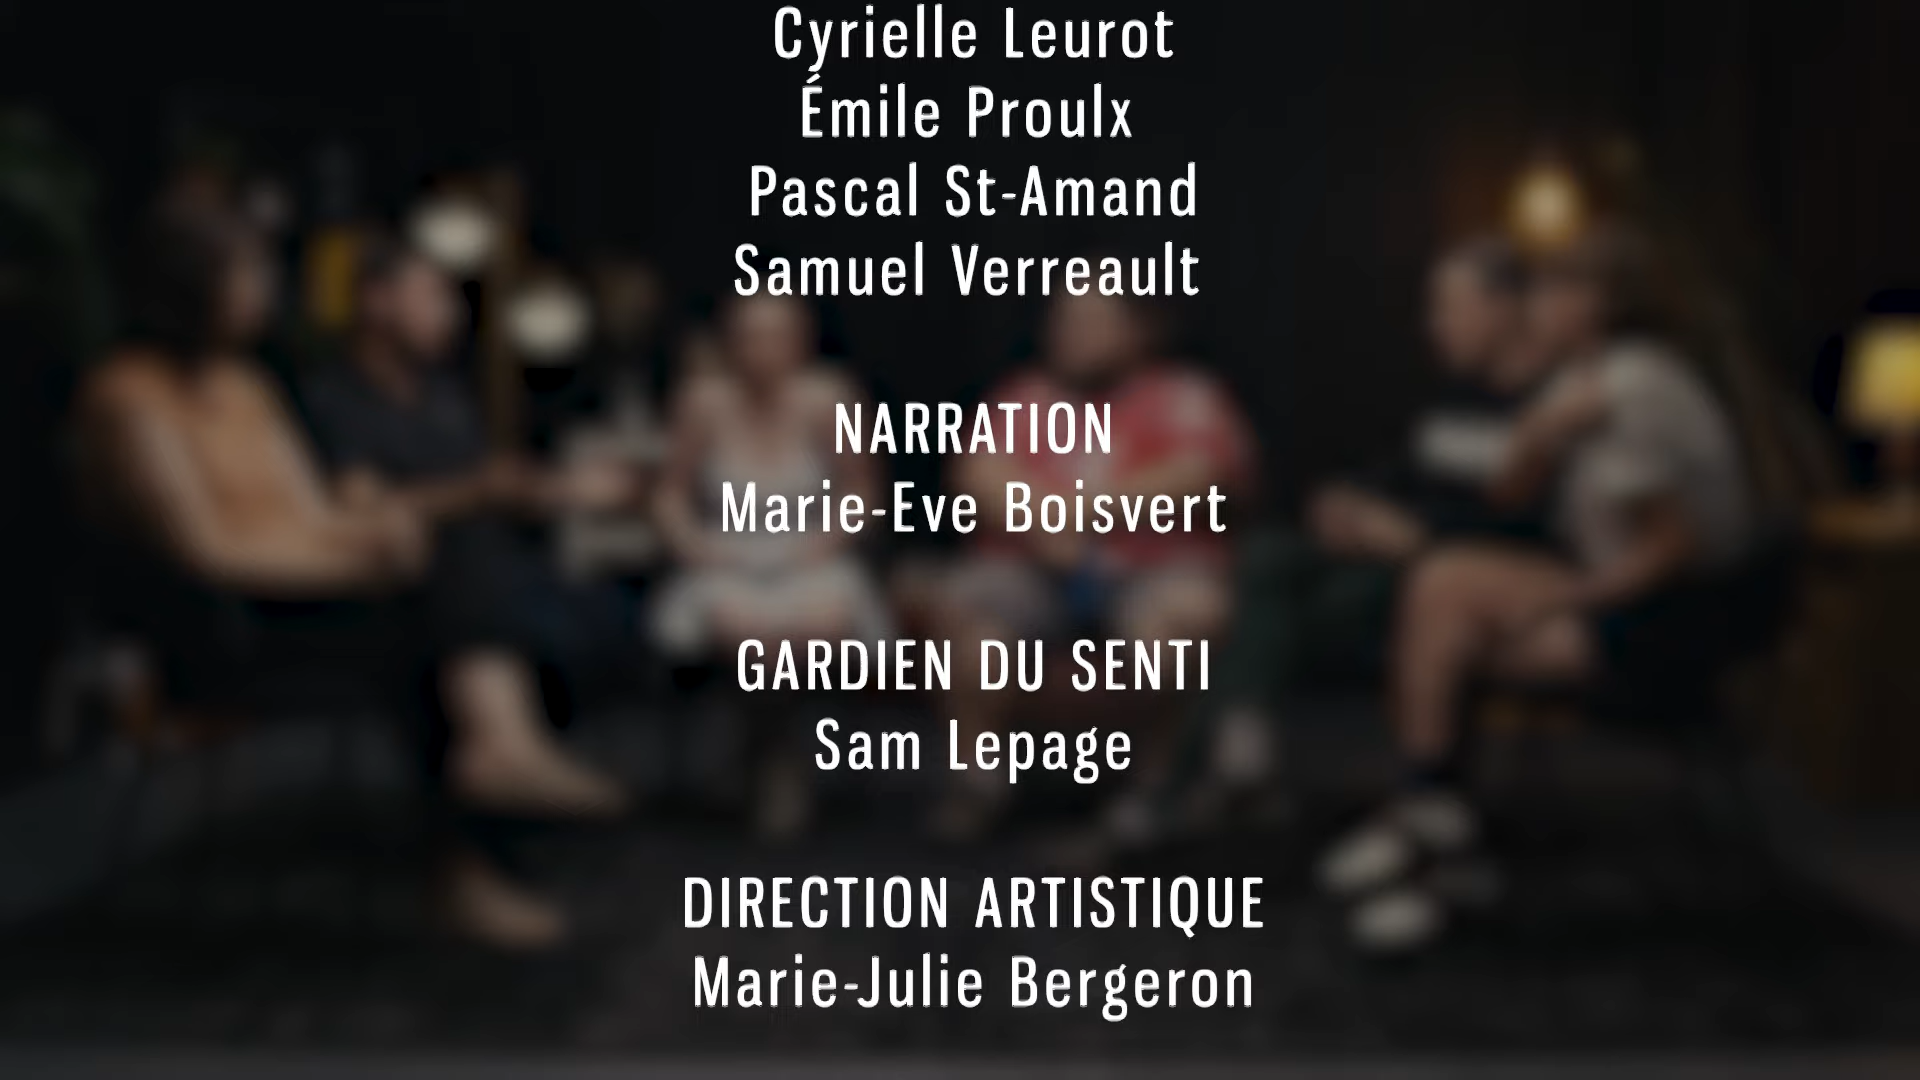 Cyrielle Leurot
Émile Proulx
Pascal St-Amand
Samuel Verreault
NARRATION
Marie-Eve Boisvert
GARDIEN DU SENTI
Sam Lepage
DIRECTION ARTISTIQUE
Marie-Julie Bergeron